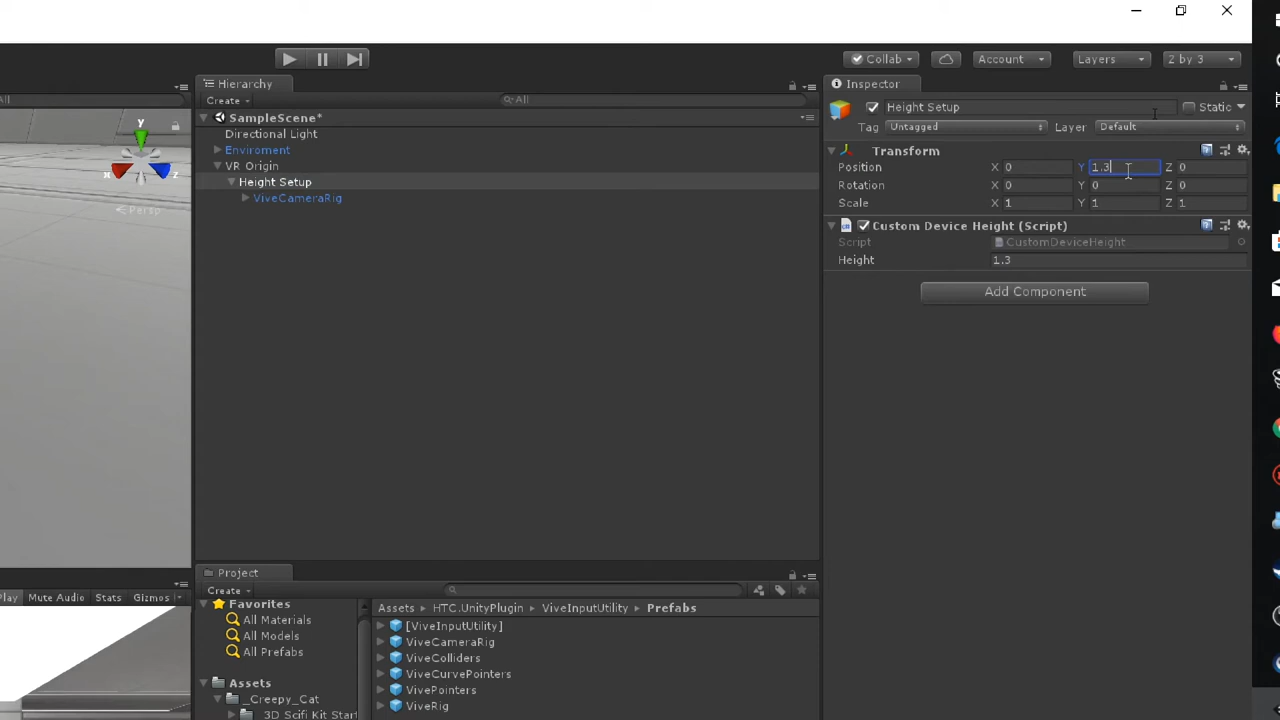 Collab
Account
Layers
2 by 3
All
Hierarchy
Create
All
Inspector
SampleScene*
Directional Light
Enviroment
VR Origin
Height Setup
ViveCameraRig
y
x
z
Persp
Height Setup
Static
Tag Untagged
Layer Default
Transform
Position X 0 Y 1.3 Z 0
Rotation X 0 Y 0 Z 0
Scale X 1 Y 1 Z 1
Custom Device Height (Script)
Script CustomDeviceHeight
Height 1.3
Add Component
Play Mute Audio Stats Gizmos
Project
Create
Favorites
All Materials
All Models
All Prefabs
Assets
_Creepy_Cat
3D Scifi Kit Start
Assets HTC.UnityPlugin ViveInputUtility Prefabs
[ViveInputUtility]
ViveCameraRig
ViveColliders
ViveCurvePointers
VivePointers
ViveRig